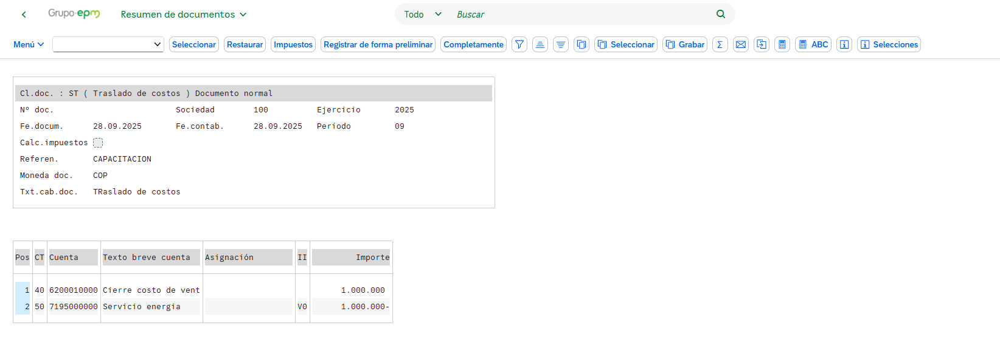 Grupo·epm Resumen de documentos Todo Buscar
Menú Seleccionar Restaurar Impuestos Registrar de forma preliminar Completamente Seleccionar Grabar Σ ABC Selecciones
Cl.doc. : ST ( Traslado de costos ) Documento normal
Nº doc. Sociedad 100 Ejercicio 2025
Fe.docum. 28.09.2025 Fe.contab. 28.09.2025 Período 09
Calc.impuestos
Referen. CAPACITACION
Moneda doc. COP
Txt.cab.doc. TRaslado de costos
Pos CT Cuenta Texto breve cuenta Asignación II Importe
1 40 6200010000 Cierre costo de vent 1.000.000
2 50 7195000000 Servicio energía V0 1.000.000-